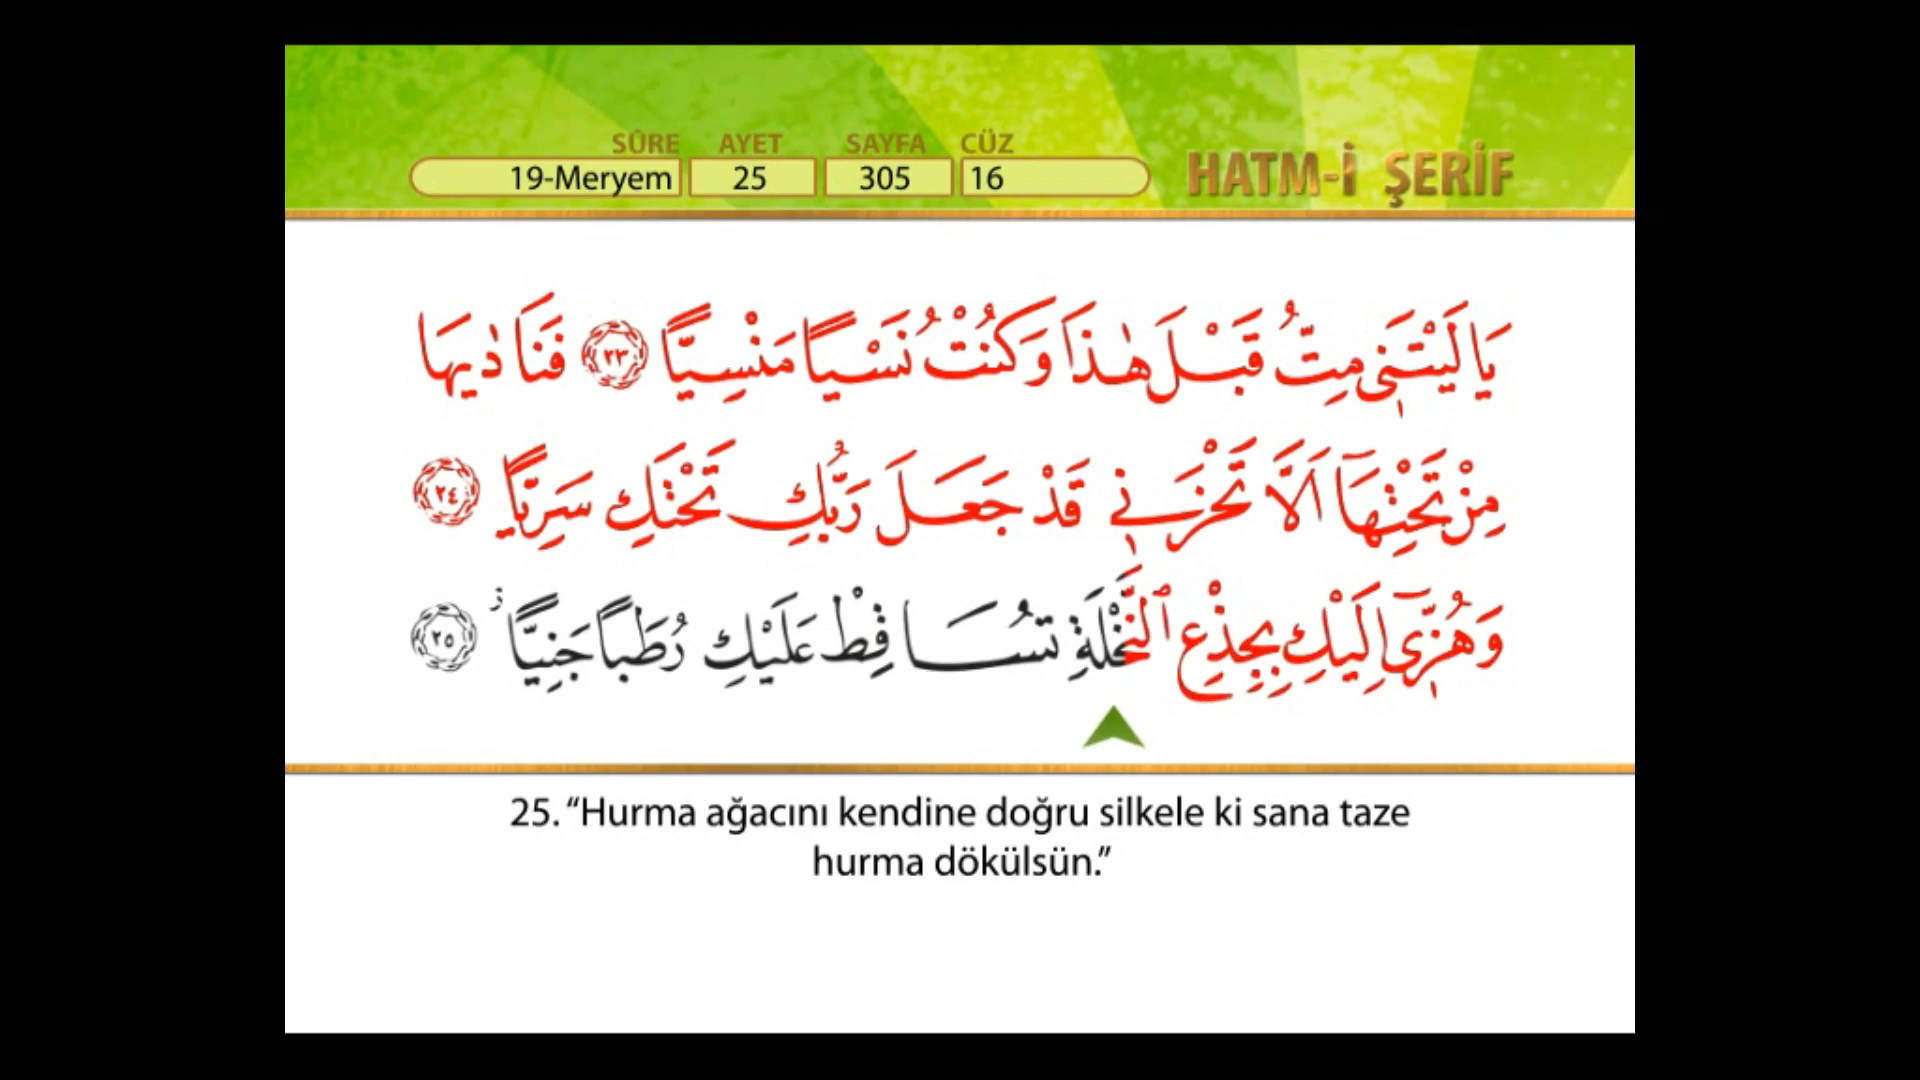 SÛRE AYET SAYFA CÜZ
19-Meryem 25 305 16 HATM-İ ŞERİF
يَا لَيْتَنٖى مِتُّ قَبْلَ هٰذَا وَكُنْتُ نَسْيًا مَنْسِيًّا ﴿٢٣﴾ فَنَادٰيهَا
مِنْ تَحْتِهَٓا اَلَّا تَحْزَنٖى قَدْ جَعَلَ رَبُّكِ تَحْتَكِ سَرِيًّا ﴿٢٤﴾
وَهُزّٖٓى اِلَيْكِ بِجِذْعِ النَّخْلَةِ تُسَاقِطْ عَلَيْكِ رُطَبًا جَنِيًّا ز ﴿٢٥﴾
25. “Hurma ağacını kendine doğru silkele ki sana taze
hurma dökülsün.”